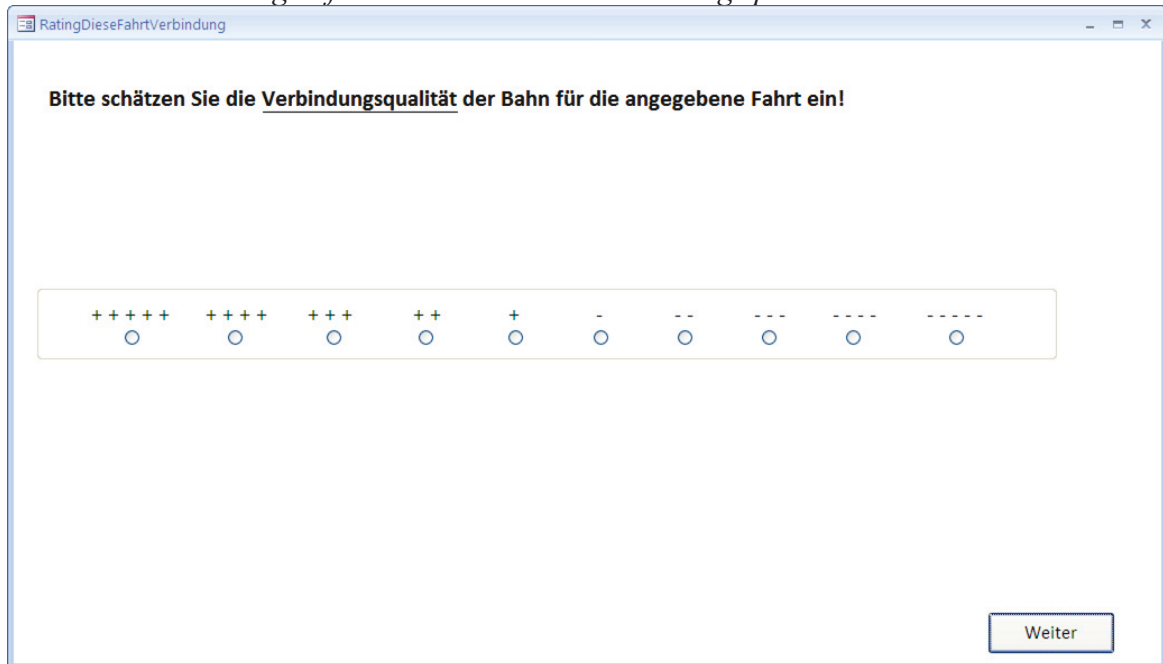 RatingDieseFahrtVerbindung
Bitte schätzen Sie die Verbindungsqualität der Bahn für die angegebene Fahrt ein!
+ + + + + + + + + + + + + + + - - - - - - - - - - - - - - -
Weiter